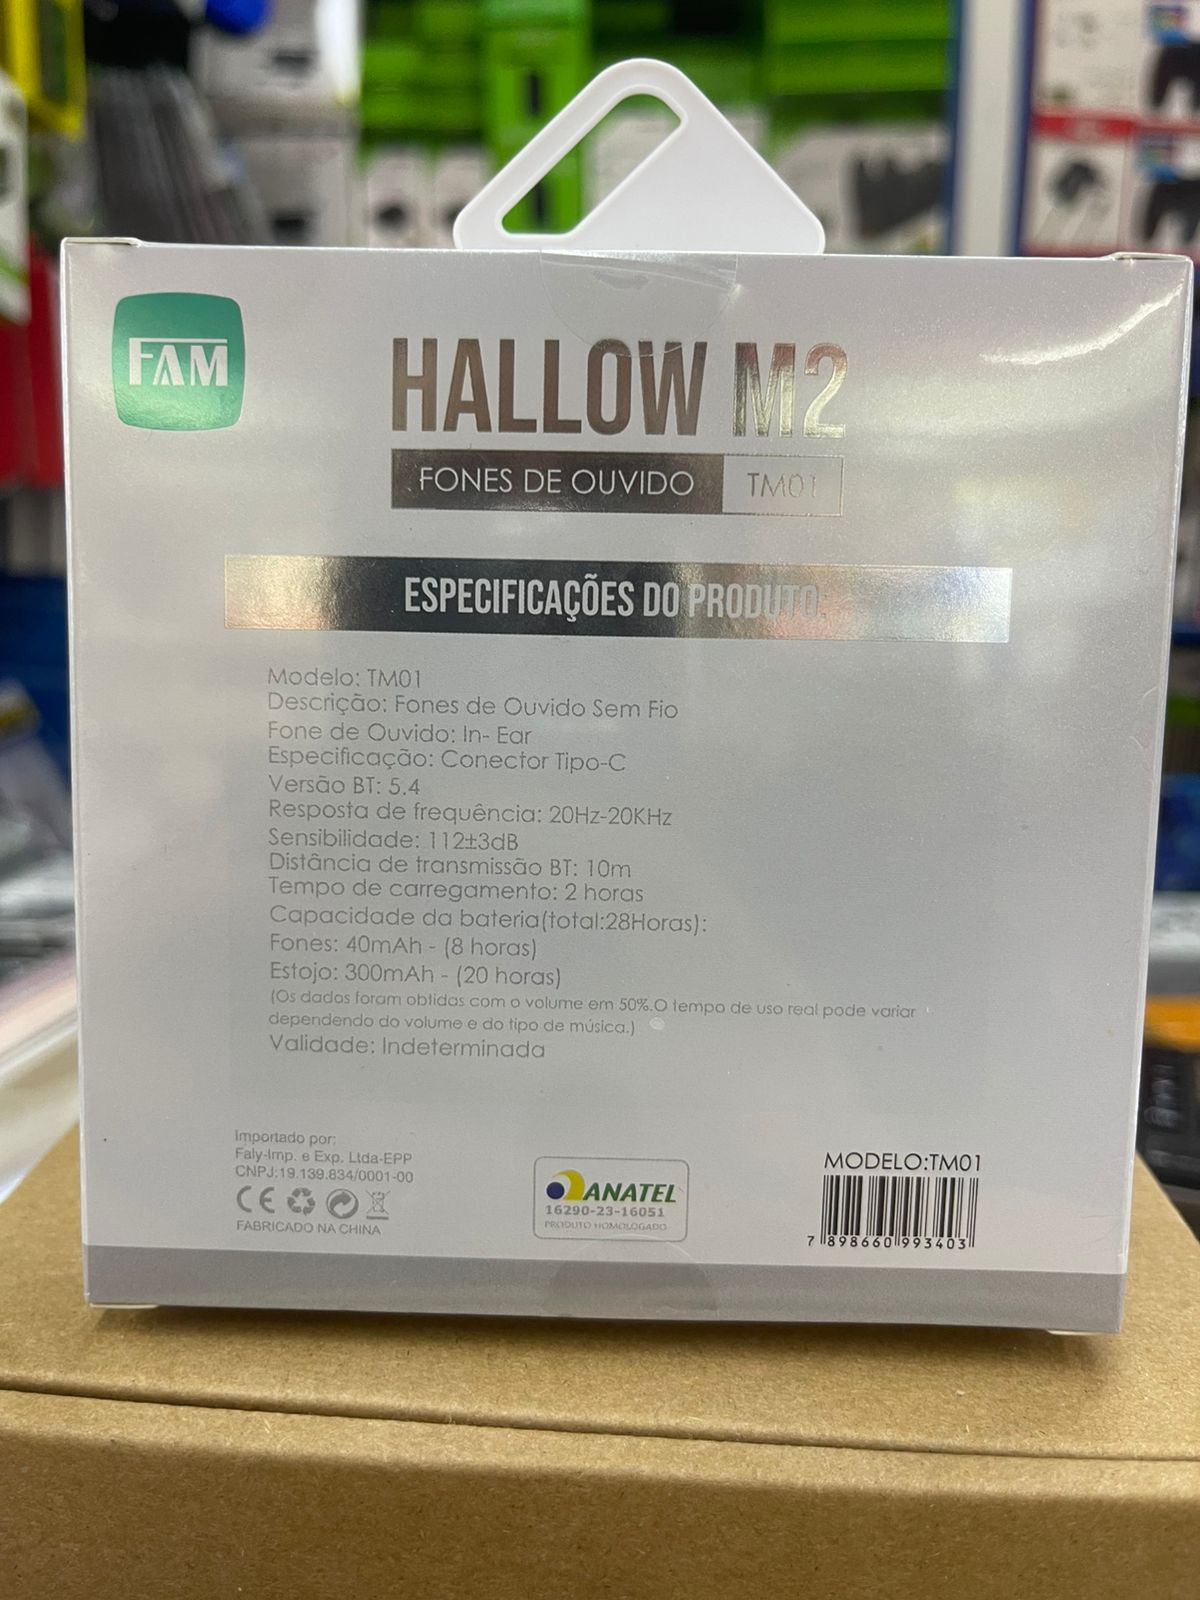 FAM
HALLOW M2
FONES DE OUVIDO TM01
ESPECIFICAÇÕES DO PRODUTO:
Modelo: TM01
Descrição: Fones de Ouvido Sem Fio
Fone de Ouvido: In- Ear
Especificação: Conector Tipo-C
Versão BT: 5.4
Resposta de frequência: 20Hz-20KHz
Sensibilidade: 112±3dB
Distância de transmissão BT: 10m
Tempo de carregamento: 2 horas
Capacidade da bateria(total:28Horas):
Fones: 40mAh - (8 horas)
Estojo: 300mAh - (20 horas)
(Os dados foram obtidas com o volume em 50%.O tempo de uso real pode variar
dependendo do volume e do tipo de música.)
Validade: Indeterminada
Importado por:
Faly-Imp. e Exp. Ltda-EPP
CNPJ:19.139.834/0001-00
CE
FABRICADO NA CHINA
ANATEL
16290-23-16051
PRODUTO HOMOLOGADO
MODELO:TM01
7 898660 993403